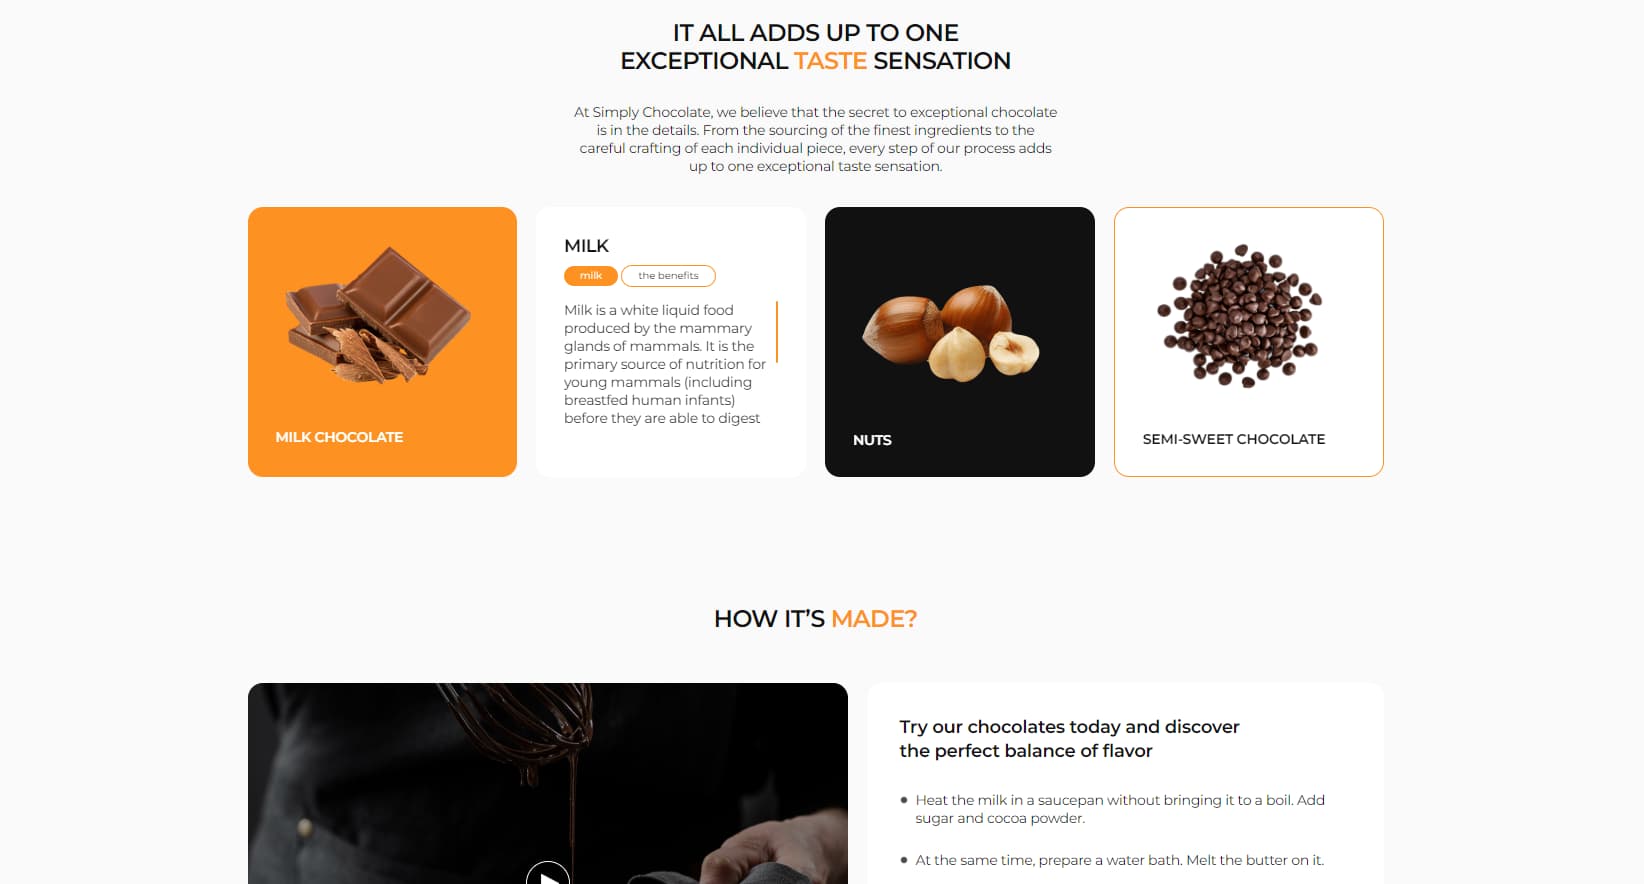 IT ALL ADDS UP TO ONE
EXCEPTIONAL TASTE SENSATION
At Simply Chocolate, we believe that the secret to exceptional chocolate
is in the details. From the sourcing of the finest ingredients to the
careful crafting of each individual piece, every step of our process adds
up to one exceptional taste sensation.
MILK CHOCOLATE
MILK
milk
the benefits
Milk is a white liquid food
produced by the mammary
glands of mammals. It is the
primary source of nutrition for
young mammals (including
breastfed human infants)
before they are able to digest
NUTS
SEMI-SWEET CHOCOLATE
HOW IT’S MADE?
Try our chocolates today and discover
the perfect balance of flavor
Heat the milk in a saucepan without bringing it to a boil. Add
sugar and cocoa powder.
At the same time, prepare a water bath. Melt the butter on it.